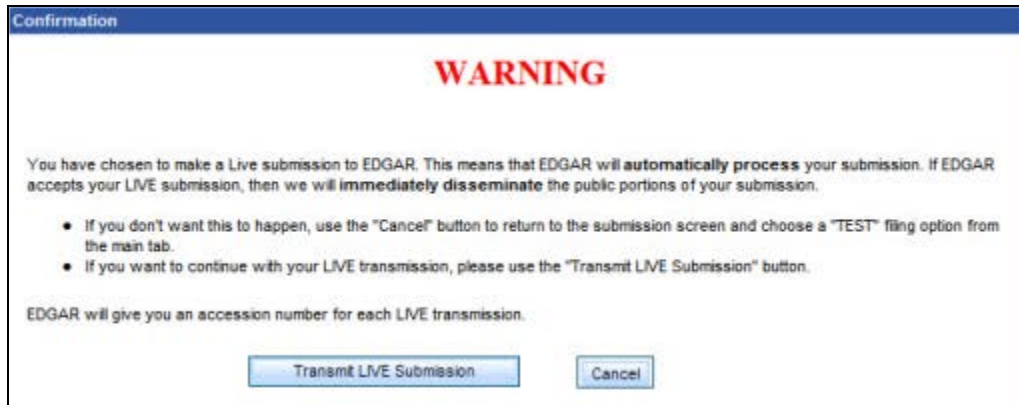 Confirmation
WARNING
You have chosen to make a Live submission to EDGAR. This means that EDGAR will automatically process your submission. If EDGAR
accepts your LIVE submission, then we will immediately disseminate the public portions of your submission.
• If you don't want this to happen, use the "Cancel" button to return to the submission screen and choose a "TEST" filing option from
the main tab.
• If you want to continue with your LIVE transmission, please use the "Transmit LIVE Submission" button.
EDGAR will give you an accession number for each LIVE transmission.
Transmit LIVE Submission Cancel